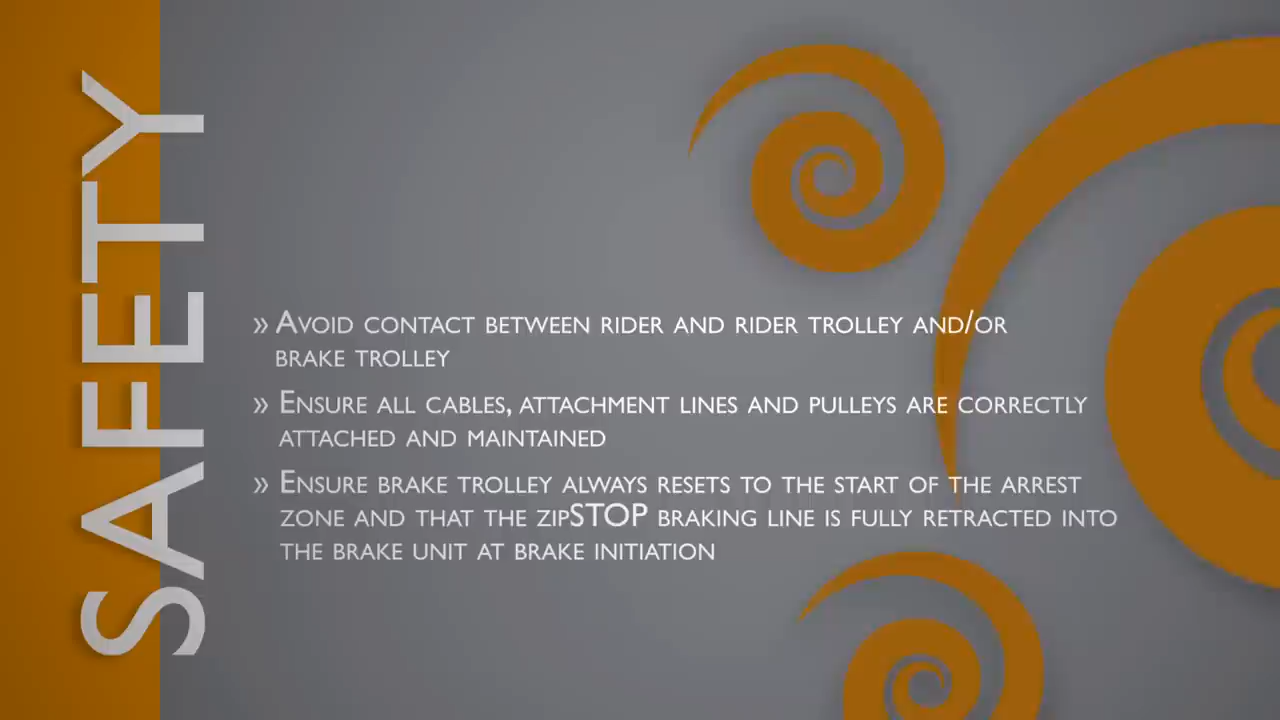 SAFETY
» Avoid contact between rider and rider trolley and/or
brake trolley
» Ensure all cables, attachment lines and pulleys are correctly
attached and maintained
» Ensure brake trolley always resets to the start of the arrest
zone and that the zipSTOP braking line is fully retracted into
the brake unit at brake initiation